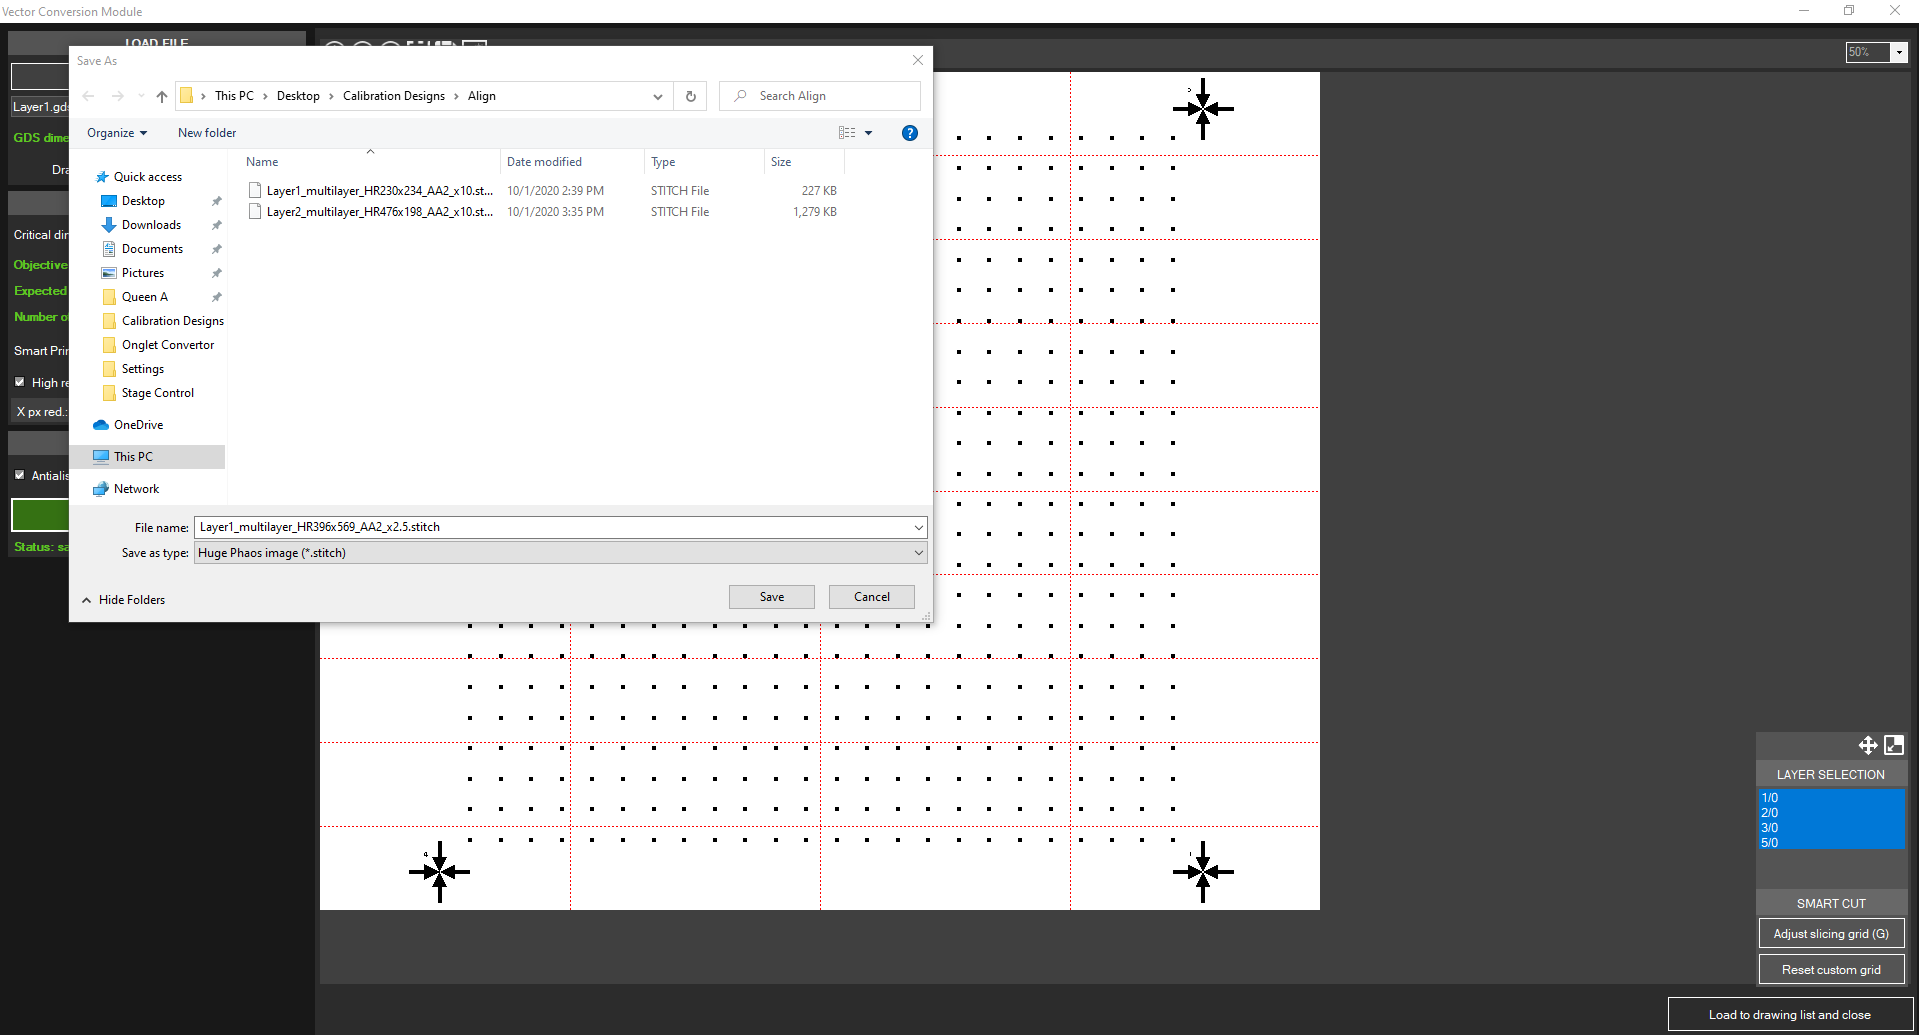 Vector Conversion Module
LOAD FILE
50%
Save As
This PC > Desktop > Calibration Designs > Align
Search Align
Organize
New folder
Name
Date modified
Type
Size
Layer1_multilayer_HR230x234_AA2_x10.st... 10/1/2020 2:39 PM STITCH File 227 KB
Layer2_multilayer_HR476x198_AA2_x10.st... 10/1/2020 3:35 PM STITCH File 1,279 KB
Quick access
Desktop
Downloads
Documents
Pictures
Queen A
Calibration Designs
Onglet Convertor
Settings
Stage Control
OneDrive
This PC
Network
File name: Layer1_multilayer_HR396x569_AA2_x2.5.stitch
Save as type: Huge Phaos image (*.stitch)
Hide Folders
Save
Cancel
Layer1.gds
GDS dime
Dra
Critical dir
Objective
Expected
Number o
Smart Prin
High re
X px red.:
Antialis
Status: sa
4
1
LAYER SELECTION
1/0
2/0
3/0
5/0
SMART CUT
Adjust slicing grid (G)
Reset custom grid
Load to drawing list and close